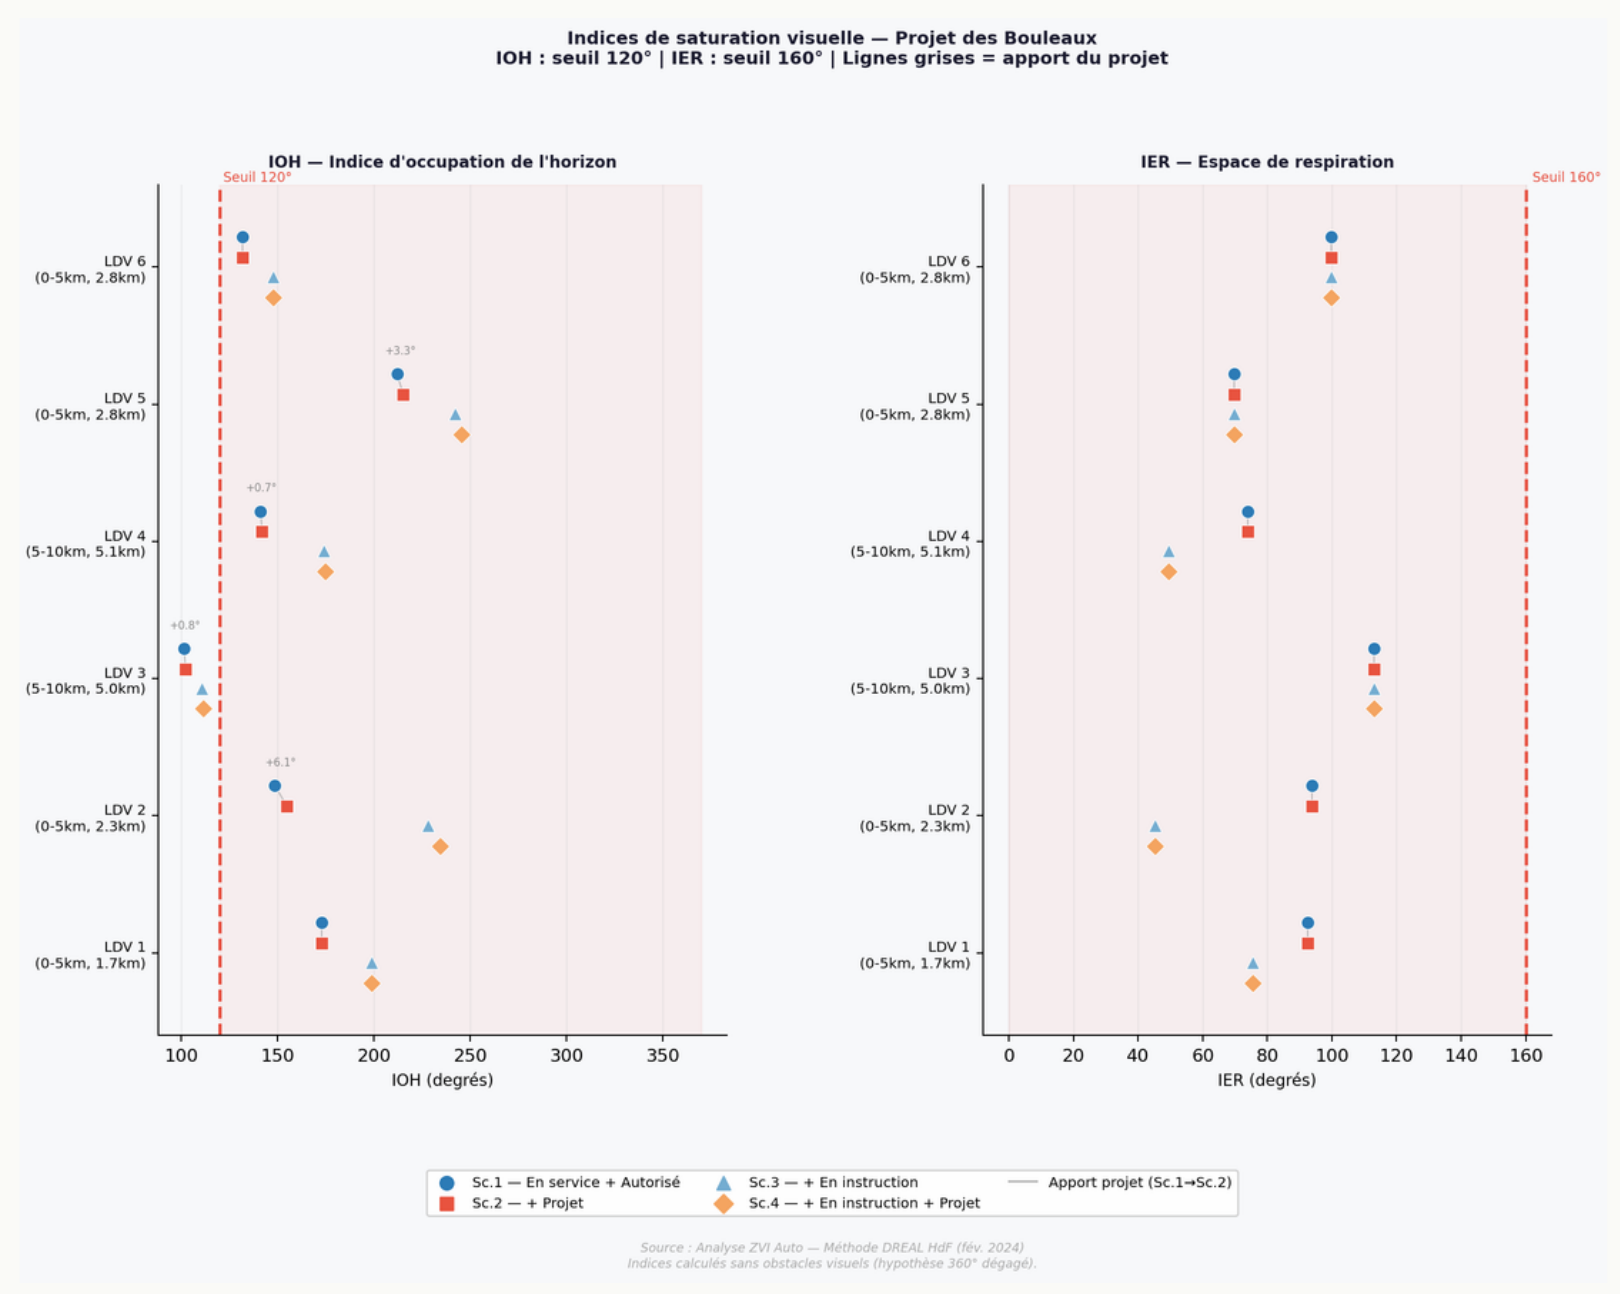 Indices de saturation visuelle — Projet des Bouleaux
IOH : seuil 120° | IER : seuil 160° | Lignes grises = apport du projet
IOH — Indice d'occupation de l'horizon
Seuil 120°
LDV 6
(0-5km, 2.8km)
+3.3°
LDV 5
(0-5km, 2.8km)
+0.7°
LDV 4
(5-10km, 5.1km)
+0.8°
LDV 3
(5-10km, 5.0km)
+6.1°
LDV 2
(0-5km, 2.3km)
LDV 1
(0-5km, 1.7km)
100 150 200 250 300 350
IOH (degrés)
IER — Espace de respiration
Seuil 160°
LDV 6
(0-5km, 2.8km)
LDV 5
(0-5km, 2.8km)
LDV 4
(5-10km, 5.1km)
LDV 3
(5-10km, 5.0km)
LDV 2
(0-5km, 2.3km)
LDV 1
(0-5km, 1.7km)
0 20 40 60 80 100 120 140 160
IER (degrés)
Sc.1 — En service + Autorisé
Sc.2 — + Projet
Sc.3 — + En instruction
Sc.4 — + En instruction + Projet
Apport projet (Sc.1→Sc.2)
Source : Analyse ZVI Auto — Méthode DREAL HdF (fév. 2024)
Indices calculés sans obstacles visuels (hypothèse 360° dégagé).